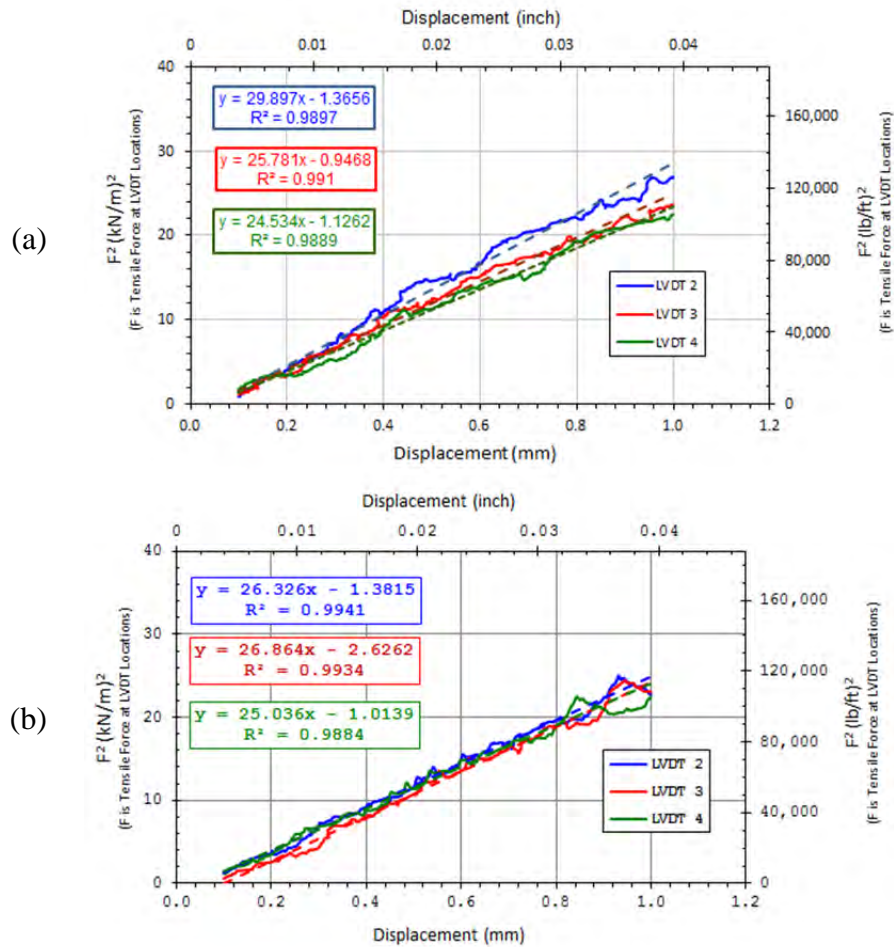 Displacement (inch)
0 0.01 0.02 0.03 0.04
(a)
F² (kN/m)²
(F is Tensile Force at LVDT Locations)
40
30
20
10
0
y = 29.897x - 1.3656
R² = 0.9897
y = 25.781x - 0.9468
R² = 0.991
y = 24.534x - 1.1262
R² = 0.9889
LVDT 2
LVDT 3
LVDT 4
160,000
120,000
80,000
40,000
0
F² (lb/ft)²
(F is Tensile Force at LVDT Locations)
0.0 0.2 0.4 0.6 0.8 1.0 1.2
Displacement (mm)
Displacement (inch)
0 0.01 0.02 0.03 0.04
(b)
F² (kN/m)²
(F is Tensile Force at LVDT Locations)
40
30
20
10
0
y = 26.326x - 1.3815
R² = 0.9941
y = 26.864x - 2.6262
R² = 0.9934
y = 25.036x - 1.0139
R² = 0.9884
LVDT 2
LVDT 3
LVDT 4
160,000
120,000
80,000
40,000
0
F² (lb/ft)²
(F is Tensile Force at LVDT Locations)
0.0 0.2 0.4 0.6 0.8 1.0 1.2
Displacement (mm)